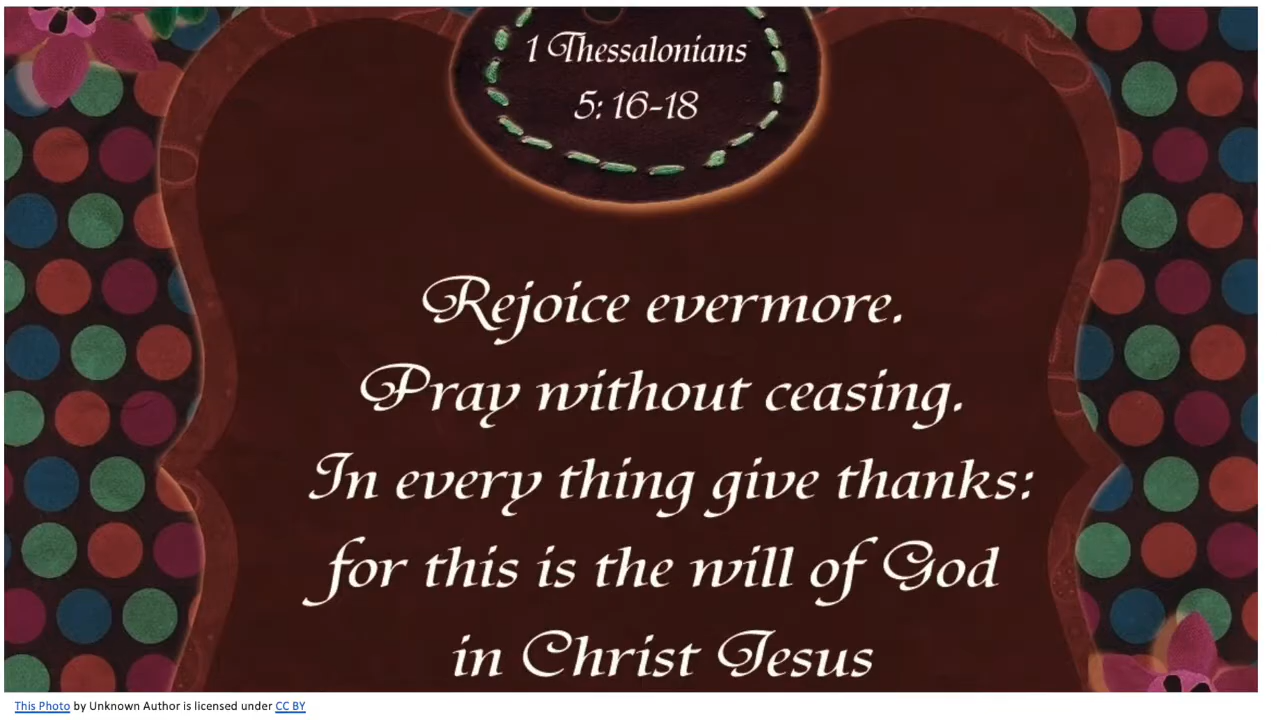 1 Thessalonians
5: 16-18
Rejoice evermore.
Pray without ceasing.
In every thing give thanks:
for this is the will of God
in Christ Jesus
This Photo by Unknown Author is licensed under CC BY